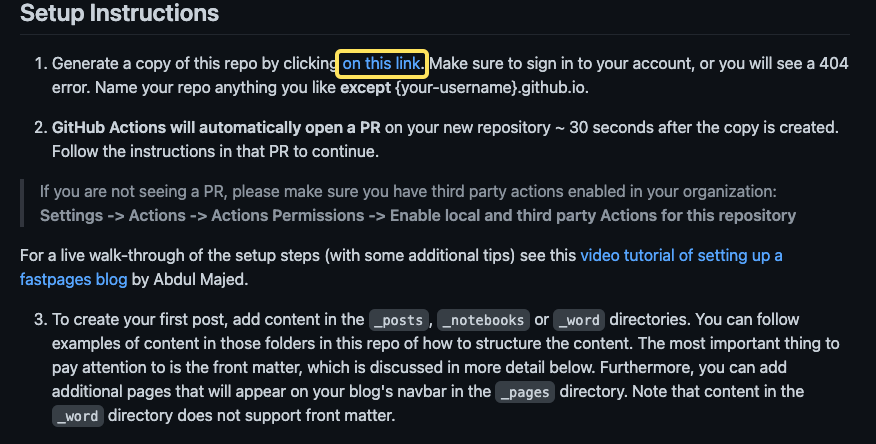 Setup Instructions
1. Generate a copy of this repo by clicking on this link. Make sure to sign in to your account, or you will see a 404
error. Name your repo anything you like except {your-username}.github.io.
2. GitHub Actions will automatically open a PR on your new repository ~ 30 seconds after the copy is created.
Follow the instructions in that PR to continue.
If you are not seeing a PR, please make sure you have third party actions enabled in your organization:
Settings -> Actions -> Actions Permissions -> Enable local and third party Actions for this repository
For a live walk-through of the setup steps (with some additional tips) see this video tutorial of setting up a
fastpages blog by Abdul Majed.
3. To create your first post, add content in the _posts, _notebooks or _word directories. You can follow
examples of content in those folders in this repo of how to structure the content. The most important thing to
pay attention to is the front matter, which is discussed in more detail below. Furthermore, you can add
additional pages that will appear on your blog's navbar in the _pages directory. Note that content in the
_word directory does not support front matter.